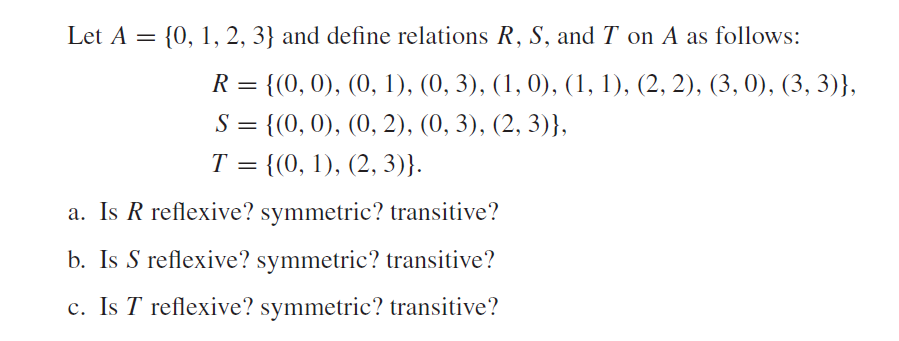 Let A = {0, 1, 2, 3} and define relations R, S, and T on A as follows:
R = {(0, 0), (0, 1), (0, 3), (1, 0), (1, 1), (2, 2), (3, 0), (3, 3)},
S = {(0, 0), (0, 2), (0, 3), (2, 3)},
T = {(0, 1), (2, 3)}.
a. Is R reflexive? symmetric? transitive?
b. Is S reflexive? symmetric? transitive?
c. Is T reflexive? symmetric? transitive?